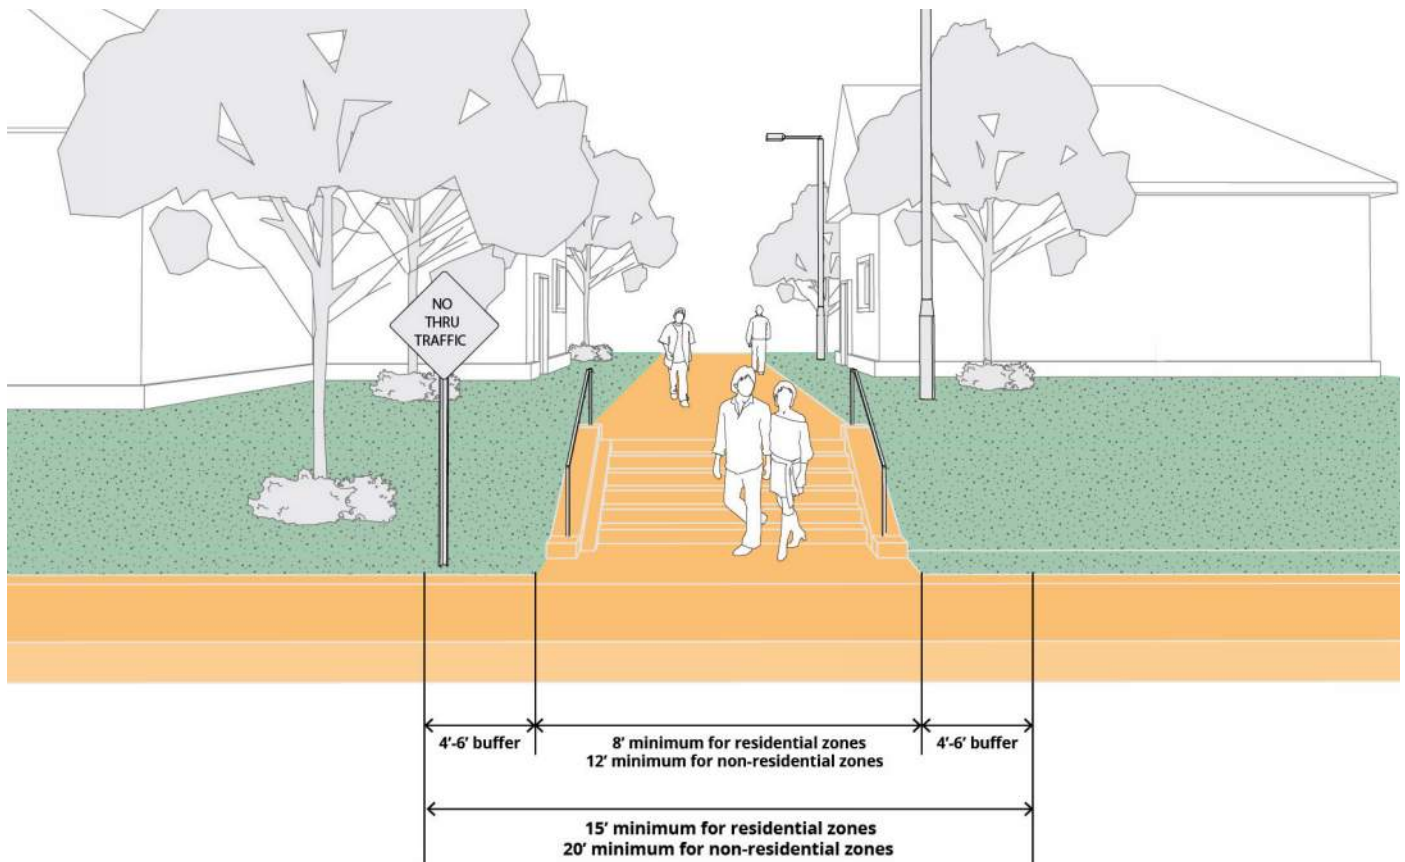 NO
THRU
TRAFFIC
4'-6' buffer
8' minimum for residential zones
12' minimum for non-residential zones
4'-6' buffer
15' minimum for residential zones
20' minimum for non-residential zones